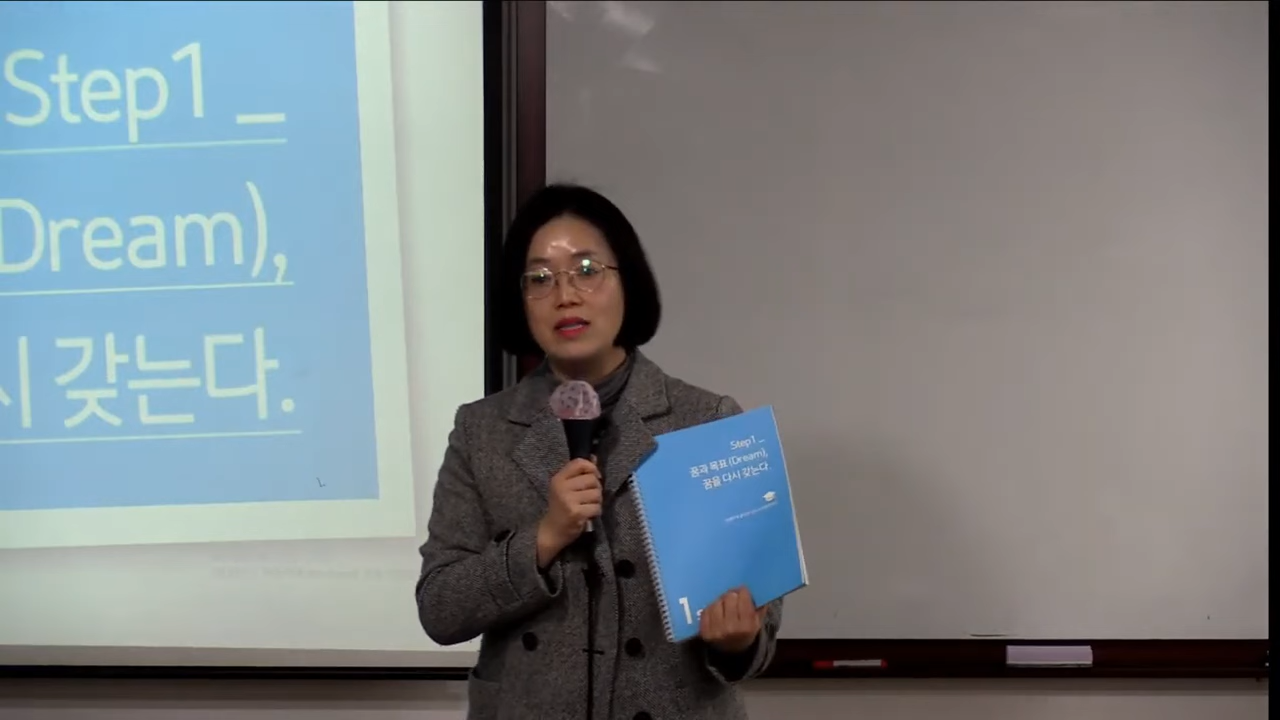 Step1 _
Dream),
시 갖는다.
Step1 _
꿈과 목표 (Dream),
꿈을 다시 갖는다.
1